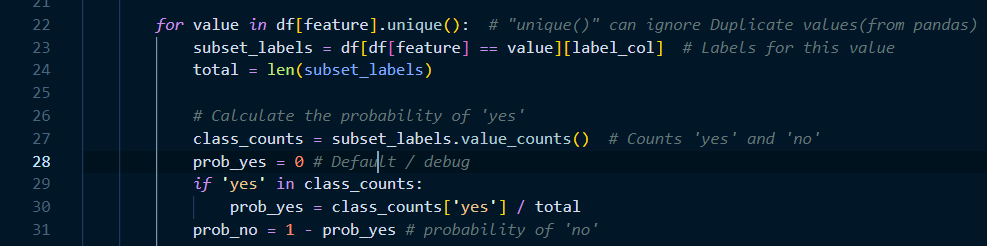 21
22 for value in df[feature].unique():  # "unique()" can ignore Duplicate values(from pandas)
23     subset_labels = df[df[feature] == value][label_col]  # Labels for this value
24     total = len(subset_labels)
25
26     # Calculate the probability of 'yes'
27     class_counts = subset_labels.value_counts()  # Counts 'yes' and 'no'
28     prob_yes = 0 # Default / debug
29     if 'yes' in class_counts:
30         prob_yes = class_counts['yes'] / total
31     prob_no = 1 - prob_yes # probability of 'no'